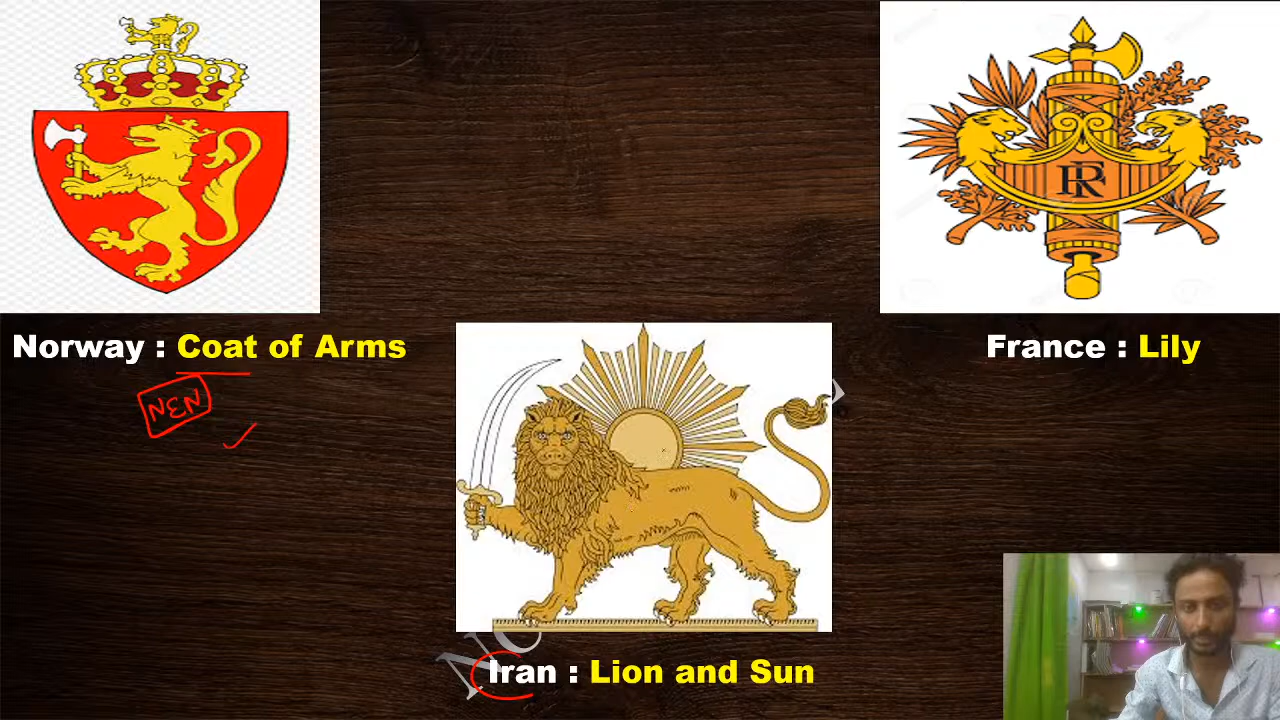 RF
Norway : Coat of Arms
France : Lily
NEN
Iran : Lion and Sun